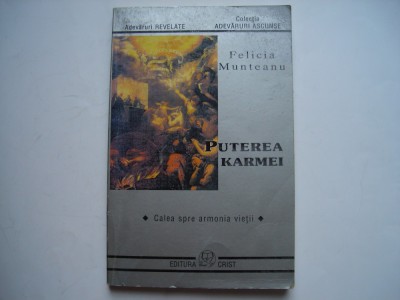 Adevăruri REVELATE
Colecția
ADEVĂRURI ASCUNSE
Felicia
Munteanu
PUTEREA
KARMEI
Calea spre armonia vieții
EDITURA CRIST